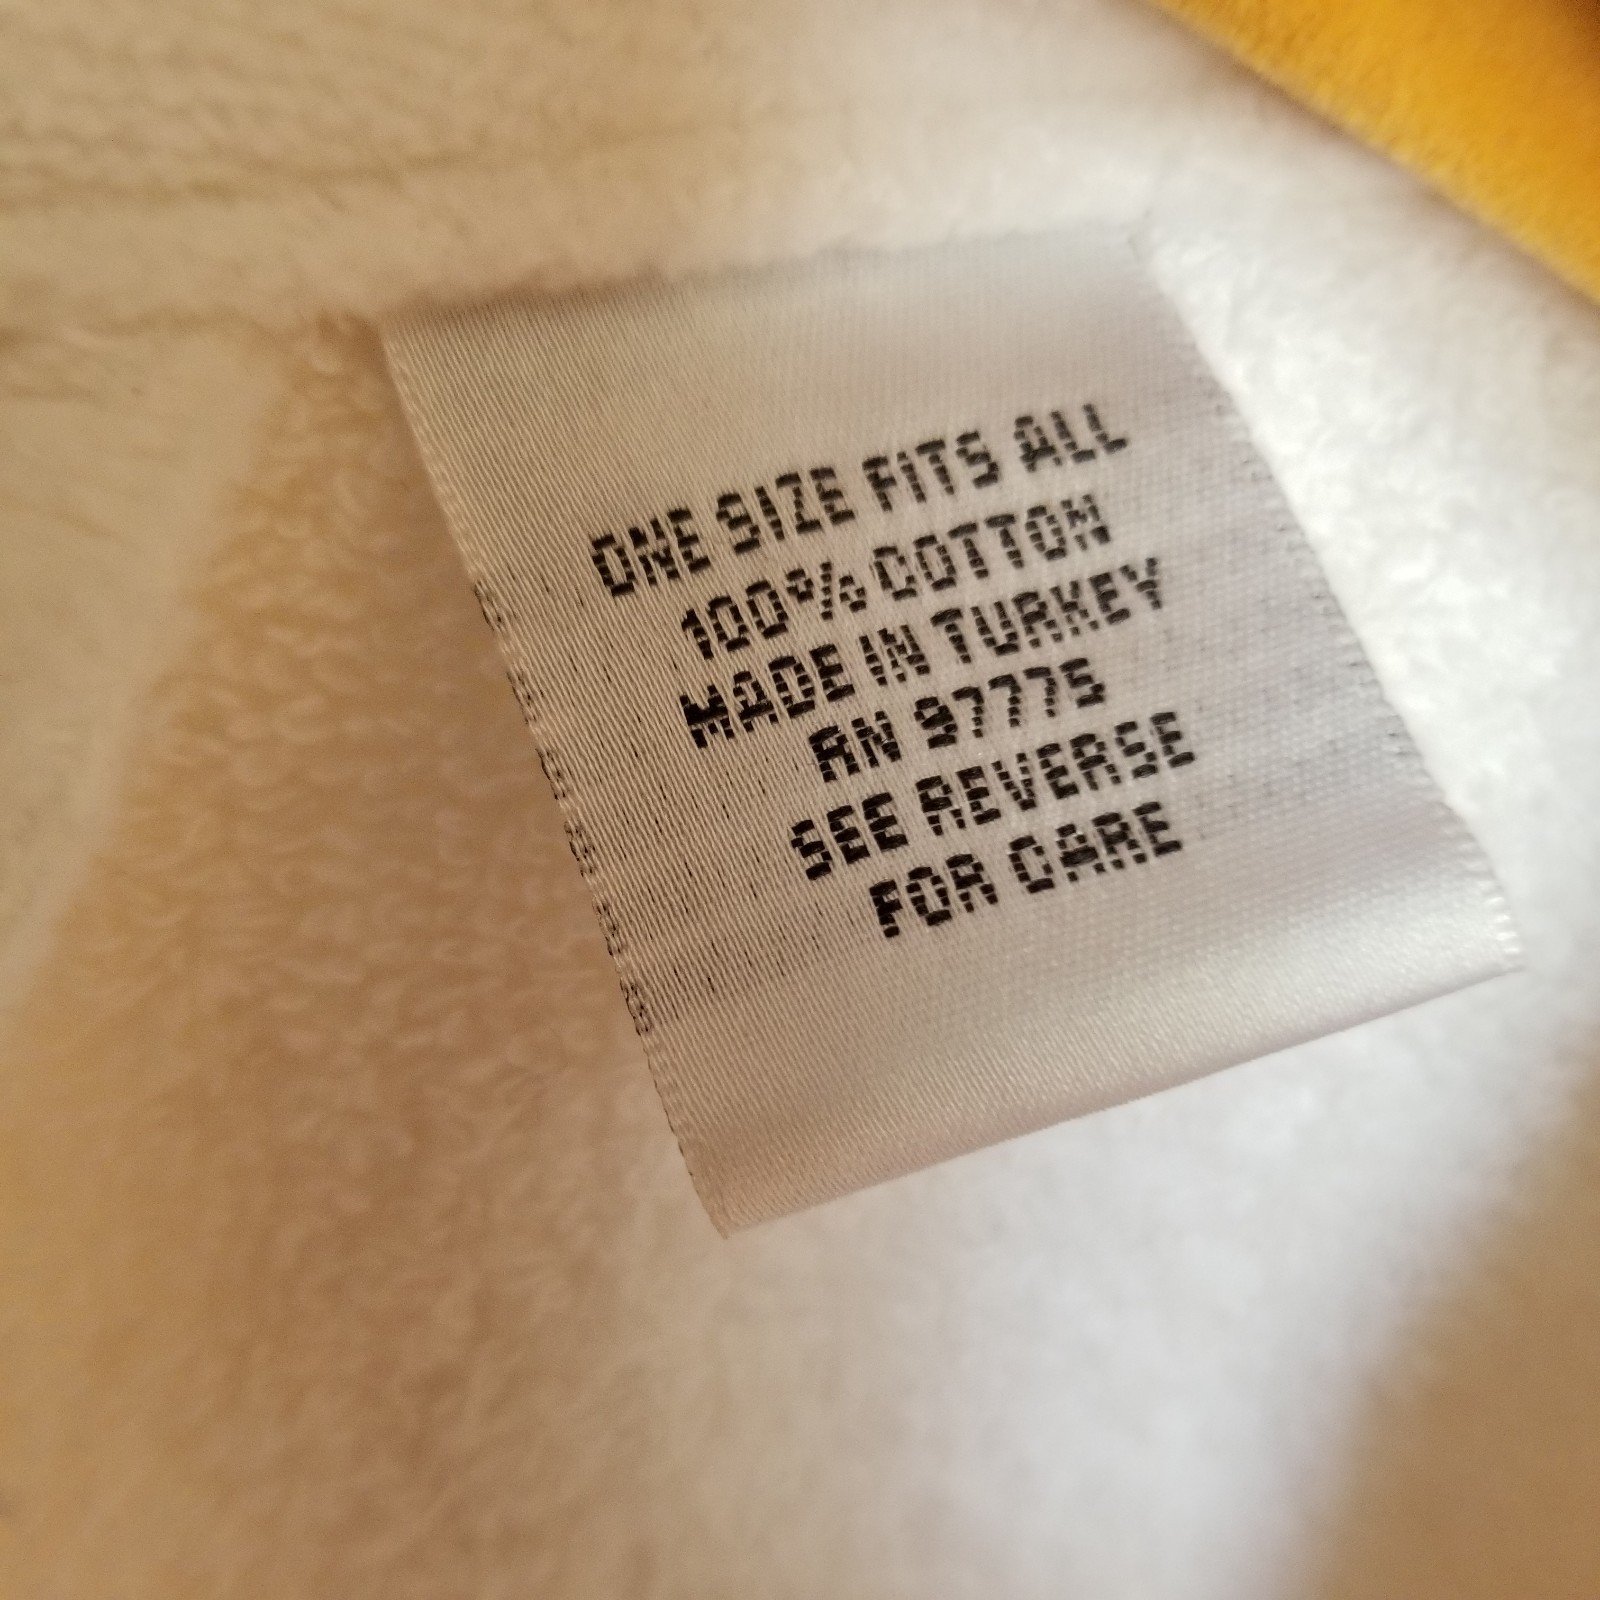 ONE SIZE FITS ALL
100% COTTON
MADE IN TURKEY
RN 97775
SEE REVERSE
FOR CARE